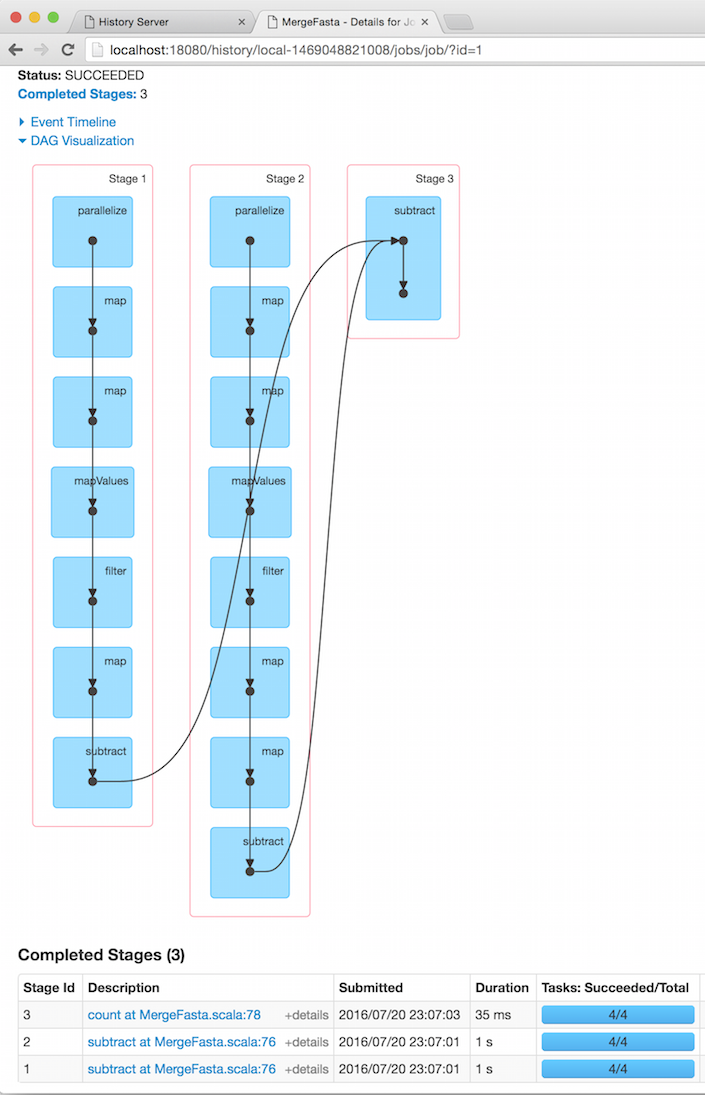 History Server
MergeFasta - Details for Jo
localhost:18080/history/local-1469048821008/jobs/job/?id=1
Status: SUCCEEDED
Completed Stages: 3
Event Timeline
DAG Visualization
Stage 1
parallelize
map
map
mapValues
filter
map
subtract
Stage 2
parallelize
map
map
mapValues
filter
map
map
subtract
Stage 3
subtract
Completed Stages (3)
Stage Id Description Submitted Duration Tasks: Succeeded/Total
3 count at MergeFasta.scala:78 +details 2016/07/20 23:07:03 35 ms 4/4
2 subtract at MergeFasta.scala:76 +details 2016/07/20 23:07:01 1 s 4/4
1 subtract at MergeFasta.scala:76 +details 2016/07/20 23:07:01 1 s 4/4